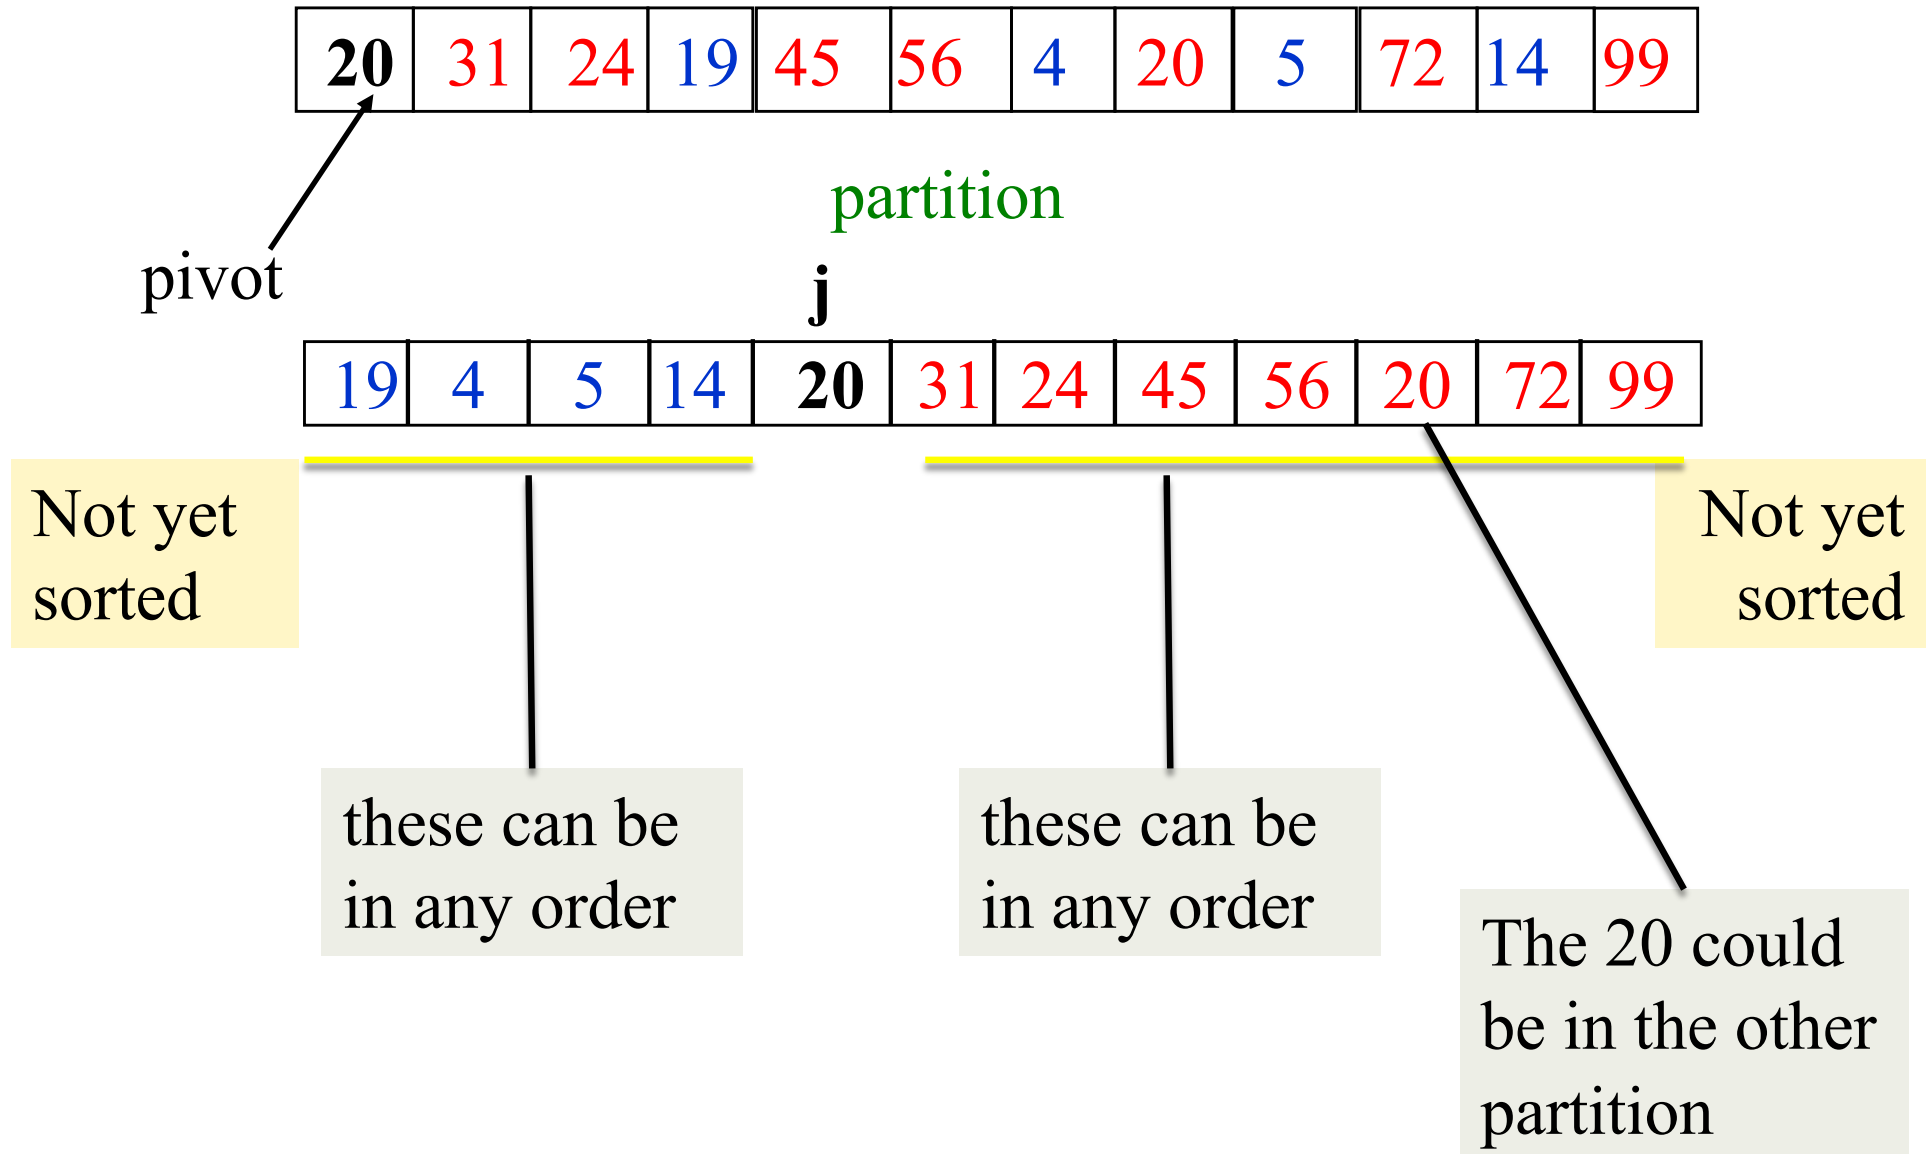 20 31 24 19 45 56 4 20 5 72 14 99
partition
pivot
j
19 4 5 14 20 31 24 45 56 20 72 99
Not yet
sorted
Not yet
sorted
these can be
in any order
these can be
in any order
The 20 could
be in the other
partition